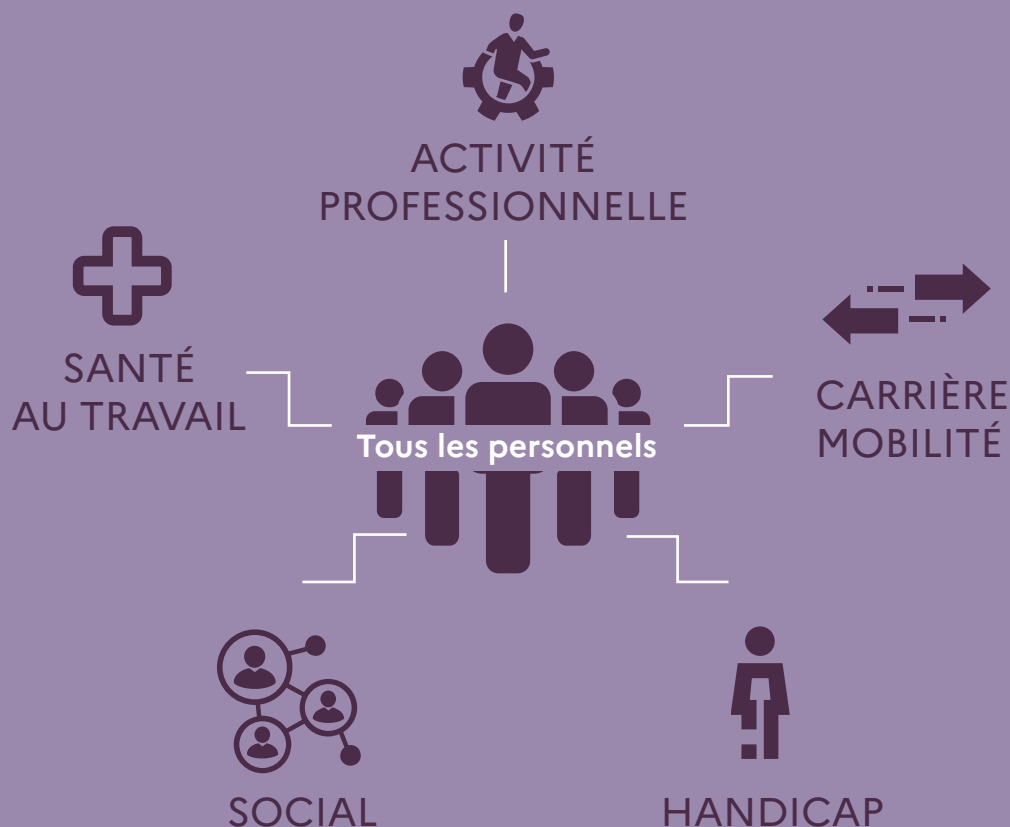 ACTIVITÉ
PROFESSIONNELLE
SANTÉ
AU TRAVAIL
CARRIÈRE
MOBILITÉ
Tous les personnels
SOCIAL
HANDICAP